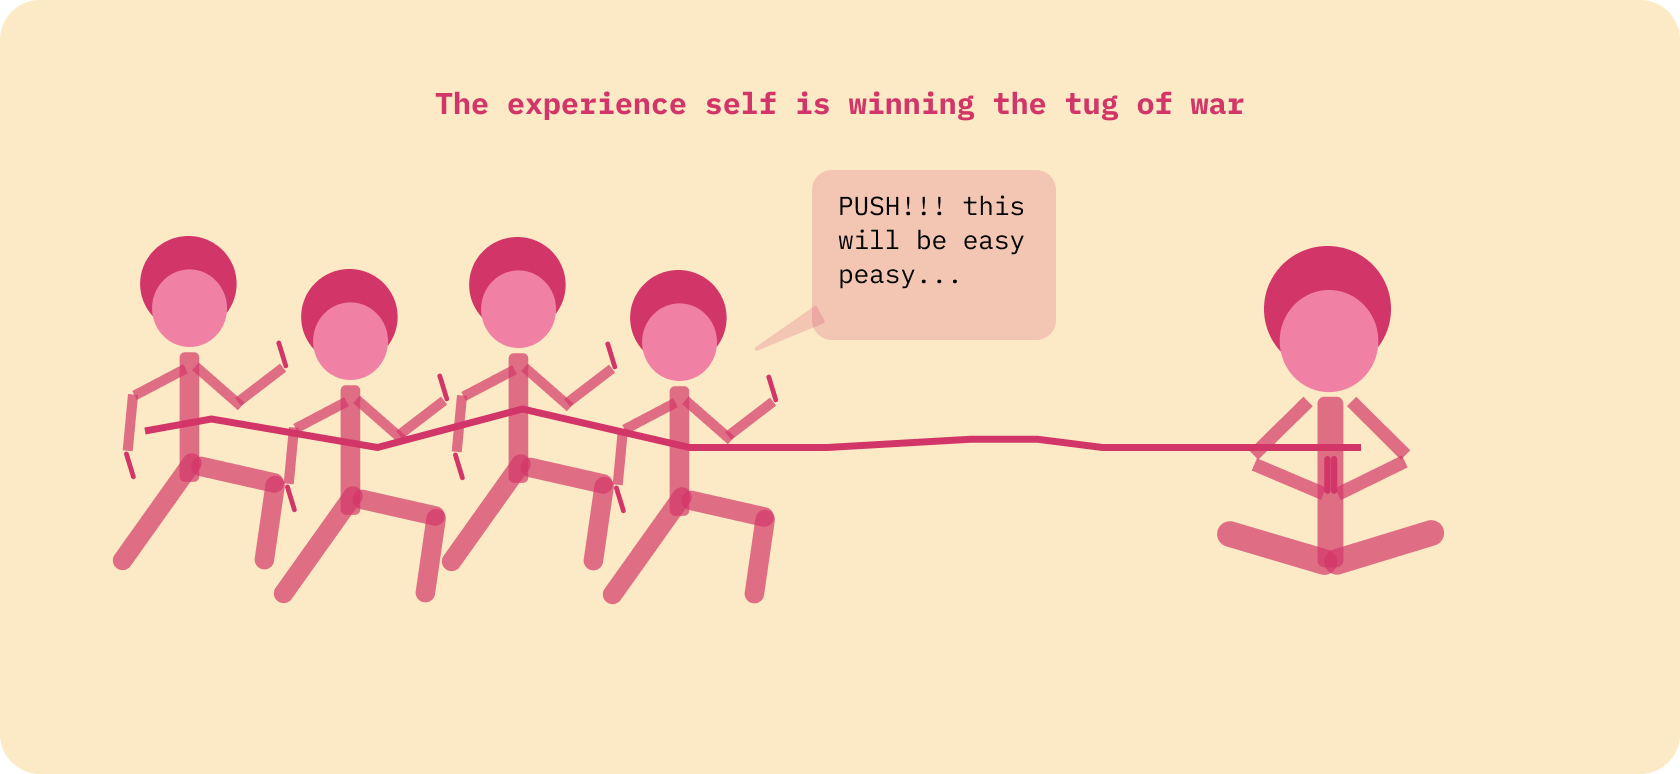 The experience self is winning the tug of war
PUSH!!! this
will be easy
peasy...